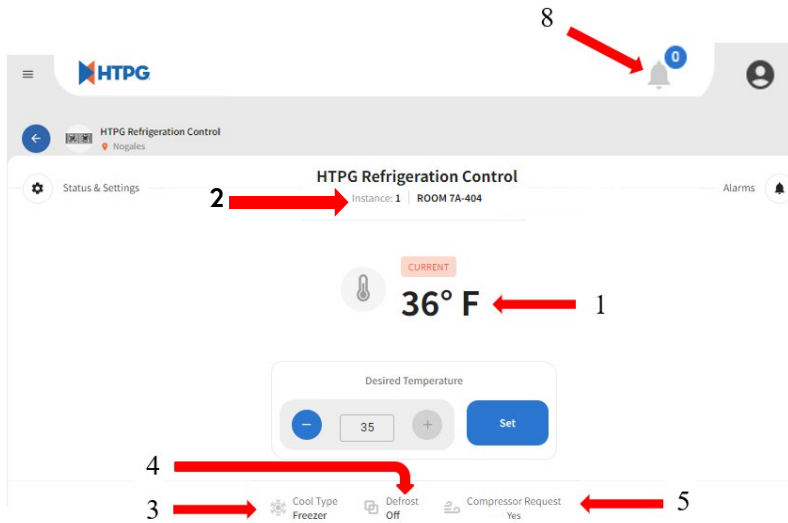 8
0
HTPG
HTPG Refrigeration Control
Nogales
Status & Settings
HTPG Refrigeration Control
Alarms
2
Instance: 1 ROOM 7A-404
CURRENT
36° F
1
Desired Temperature
− 35 +
Set
4
3
Cool Type
Freezer
Defrost
Off
Compressor Request
Yes
5